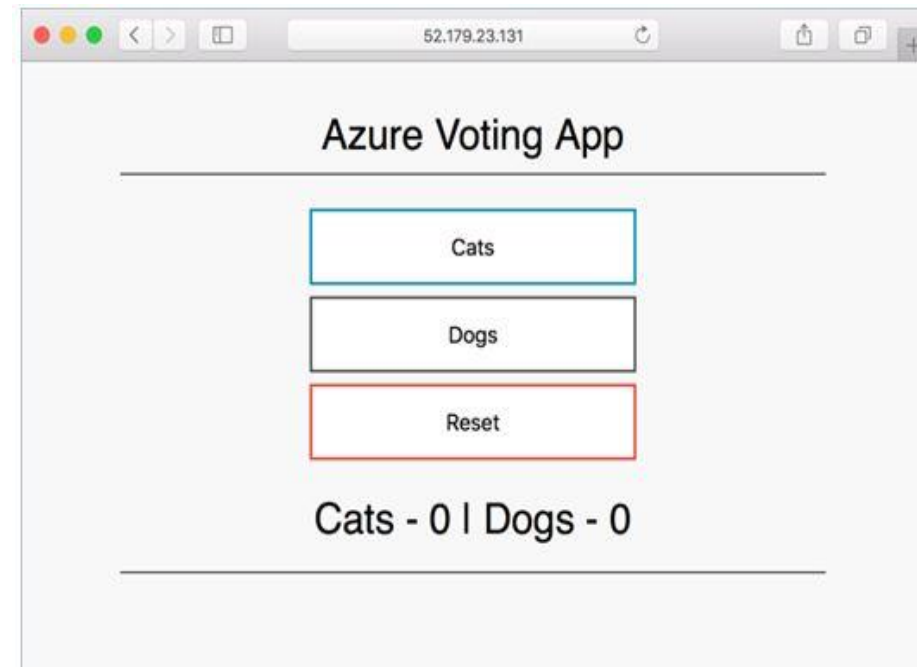 52.179.23.131
Azure Voting App
Cats
Dogs
Reset
Cats - 0 | Dogs - 0